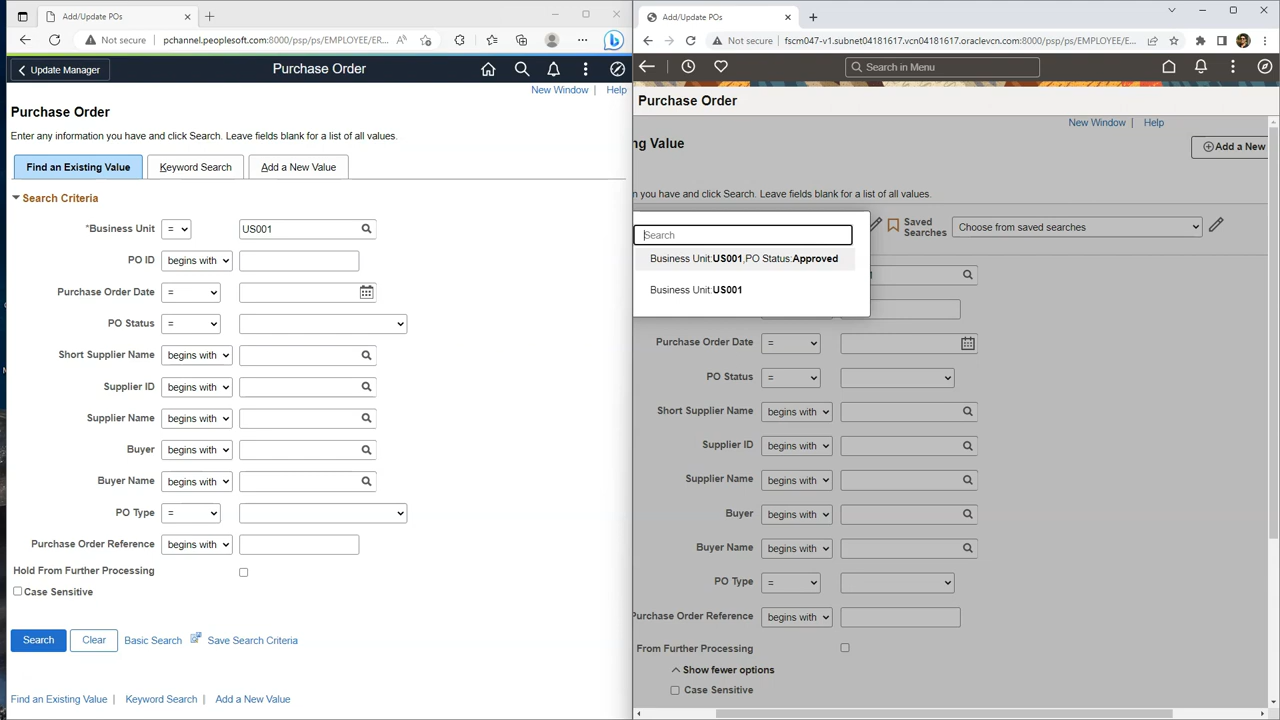 Add/Update POs
Not secure
pchannel.peoplesoft.com:8000/psp/ps/EMPLOYEE/ER...
Update Manager
Purchase Order
New Window | Help
Purchase Order
Enter any information you have and click Search. Leave fields blank for a list of all values.
Find an Existing Value
Keyword Search
Add a New Value
Search Criteria
*Business Unit = US001
PO ID begins with
Purchase Order Date =
PO Status =
Short Supplier Name begins with
Supplier ID begins with
Supplier Name begins with
Buyer begins with
Buyer Name begins with
PO Type =
Purchase Order Reference begins with
Hold From Further Processing
Case Sensitive
Search Clear Basic Search Save Search Criteria
Find an Existing Value | Keyword Search | Add a New Value
Add/Update POs
Not secure
fscm047-v1.subnet04181617.vcn04181617.oraclevcn.com:8000/psp/ps/EMPLOYEE/E...
Search in Menu
Purchase Order
New Window | Help
ng Value
Add a New
n you have and click Search. Leave fields blank for a list of all values.
Saved
Searches
Choose from saved searches
Search
Business Unit:US001,PO Status:Approved
Business Unit:US001
Purchase Order Date =
PO Status =
Short Supplier Name begins with
Supplier ID begins with
Supplier Name begins with
Buyer begins with
Buyer Name begins with
PO Type =
Purchase Order Reference begins with
From Further Processing
Show fewer options
Case Sensitive